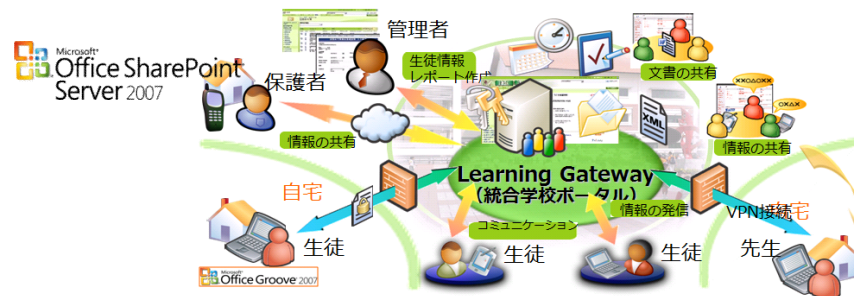 Microsoft®
Office SharePoint
Server 2007
管理者
保護者
生徒情報
レポート作成
文書の共有
XXOΔOXX
OXΔX
情報の共有
情報の共有
XML
Learning Gateway
（統合学校ポータル）
自宅
VPN接続
自宅
情報の発信
コミュニケーション
生徒
生徒
生徒
先生
Microsoft®
Office Groove 2007